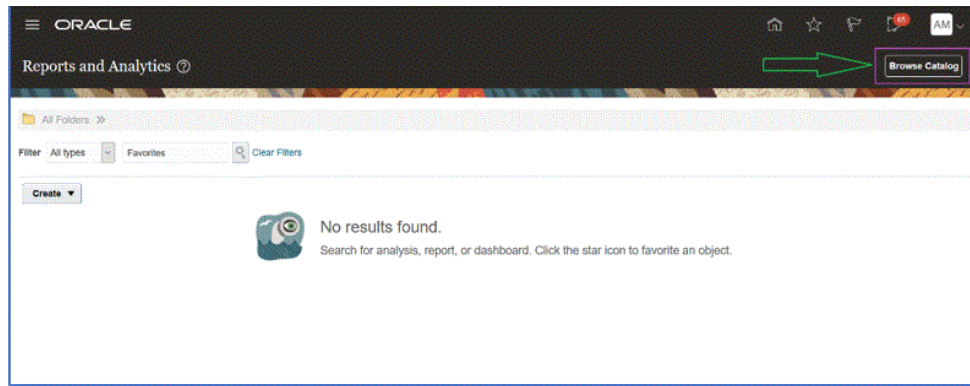 ORACLE
65
AM
Reports and Analytics ?
Browse Catalog
All Folders
Filter All types Favorites Clear Filters
Create
No results found.
Search for analysis, report, or dashboard. Click the star icon to favorite an object.